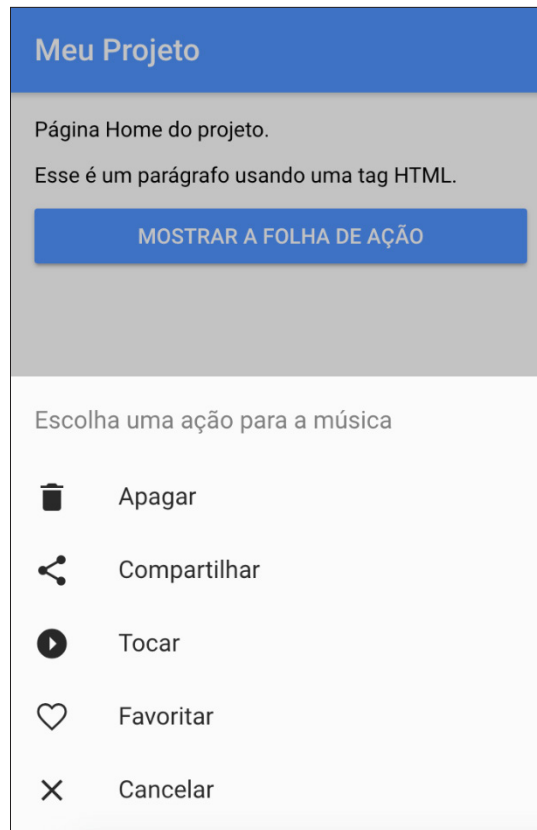 Meu Projeto
Página Home do projeto.
Esse é um parágrafo usando uma tag HTML.
MOSTRAR A FOLHA DE AÇÃO
Escolha uma ação para a música
Apagar
Compartilhar
Tocar
Favoritar
Cancelar